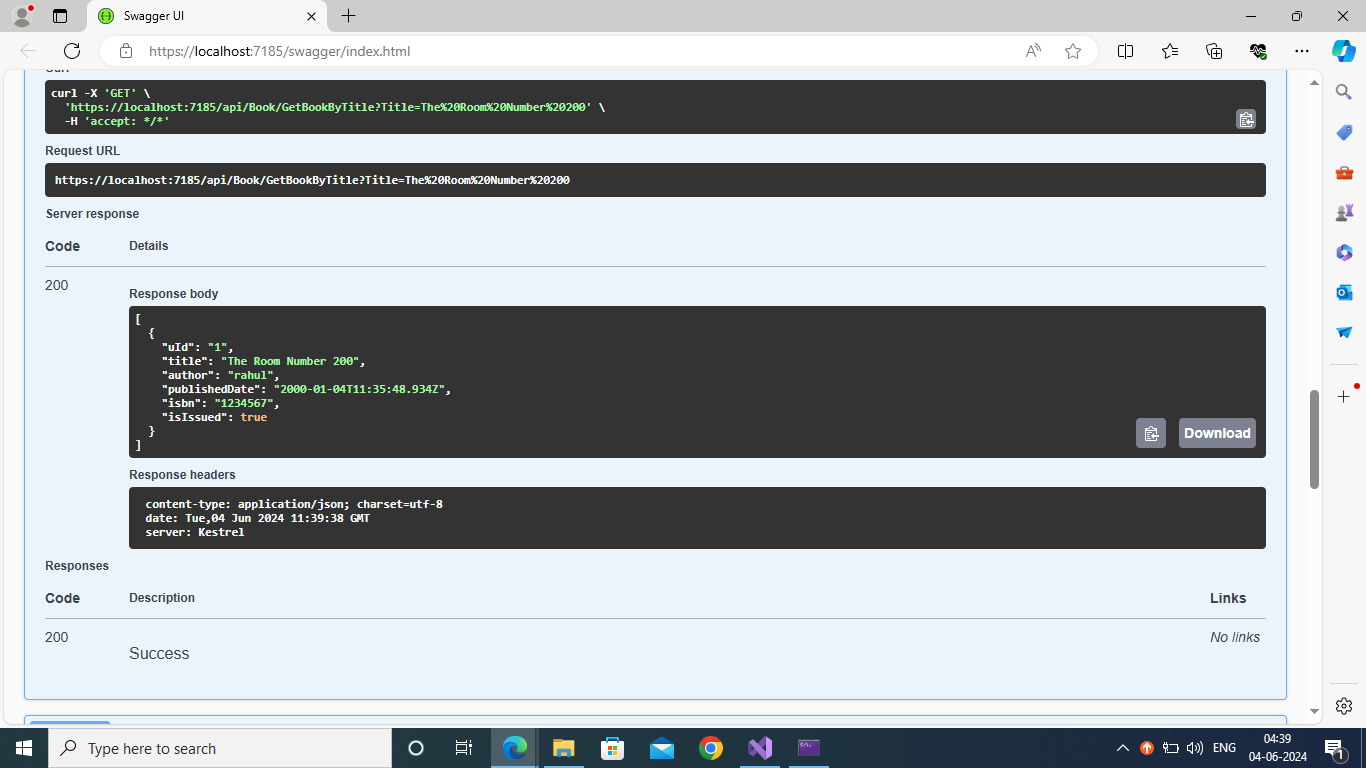 Swagger UI
https://localhost:7185/swagger/index.html
Curl
curl -X 'GET' \
'https://localhost:7185/api/Book/GetBookByTitle?Title=The%20Room%20Number%20200' \
-H 'accept: */*'
Request URL
https://localhost:7185/api/Book/GetBookByTitle?Title=The%20Room%20Number%20200
Server response
Code Details
200
Response body
[
{
"uId": "1",
"title": "The Room Number 200",
"author": "rahul",
"publishedDate": "2000-01-04T11:35:48.934Z",
"isbn": "1234567",
"isIssued": true
}
]
Download
Response headers
content-type: application/json; charset=utf-8
date: Tue,04 Jun 2024 11:39:38 GMT
server: Kestrel
Responses
Code Description Links
200 No links
Success
Type here to search
ENG
04:39
04-06-2024
1